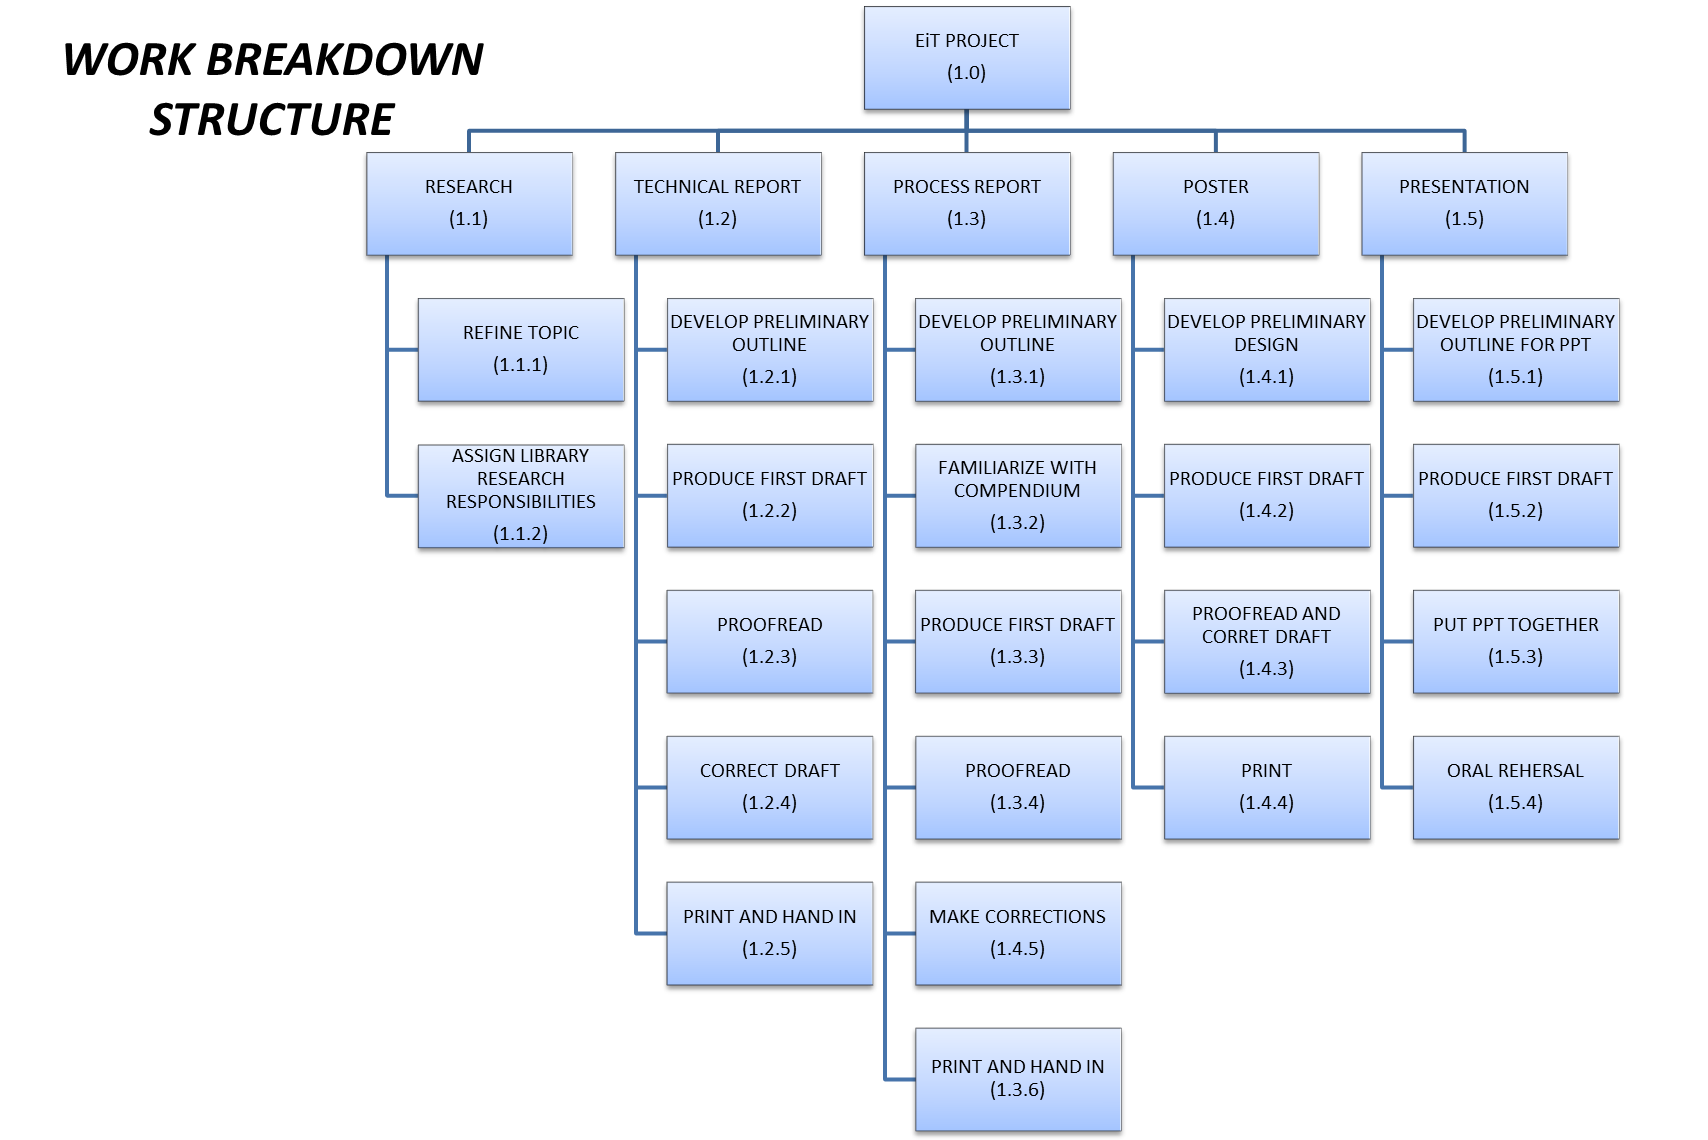 WORK BREAKDOWN
STRUCTURE
EiT PROJECT
(1.0)
RESEARCH
(1.1)
TECHNICAL REPORT
(1.2)
PROCESS REPORT
(1.3)
POSTER
(1.4)
PRESENTATION
(1.5)
REFINE TOPIC
(1.1.1)
ASSIGN LIBRARY
RESEARCH
RESPONSIBILITIES
(1.1.2)
DEVELOP PRELIMINARY
OUTLINE
(1.2.1)
PRODUCE FIRST DRAFT
(1.2.2)
PROOFREAD
(1.2.3)
CORRECT DRAFT
(1.2.4)
PRINT AND HAND IN
(1.2.5)
DEVELOP PRELIMINARY
OUTLINE
(1.3.1)
FAMILIARIZE WITH
COMPENDIUM
(1.3.2)
PRODUCE FIRST DRAFT
(1.3.3)
PROOFREAD
(1.3.4)
MAKE CORRECTIONS
(1.4.5)
PRINT AND HAND IN
(1.3.6)
DEVELOP PRELIMINARY
DESIGN
(1.4.1)
PRODUCE FIRST DRAFT
(1.4.2)
PROOFREAD AND
CORRET DRAFT
(1.4.3)
PRINT
(1.4.4)
DEVELOP PRELIMINARY
OUTLINE FOR PPT
(1.5.1)
PRODUCE FIRST DRAFT
(1.5.2)
PUT PPT TOGETHER
(1.5.3)
ORAL REHERSAL
(1.5.4)